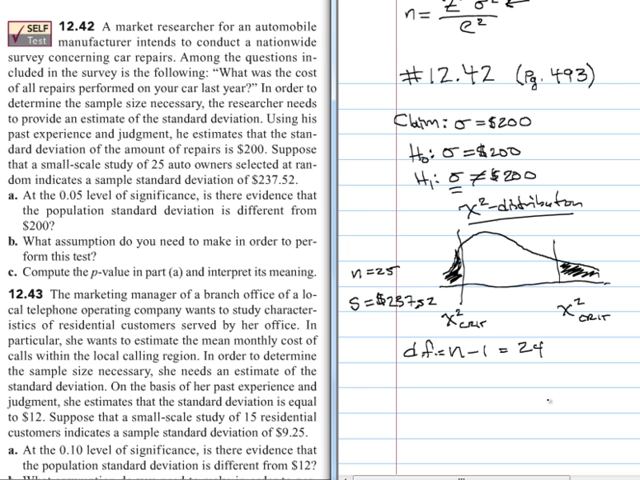 SELF Test 12.42 A market researcher for an automobile
manufacturer intends to conduct a nationwide
survey concerning car repairs. Among the questions in-
cluded in the survey is the following: “What was the cost
of all repairs performed on your car last year?” In order to
determine the sample size necessary, the researcher needs
to provide an estimate of the standard deviation. Using his
past experience and judgment, he estimates that the stan-
dard deviation of the amount of repairs is $200. Suppose
that a small-scale study of 25 auto owners selected at ran-
dom indicates a sample standard deviation of $237.52.
a. At the 0.05 level of significance, is there evidence that
the population standard deviation is different from
$200?
b. What assumption do you need to make in order to per-
form this test?
c. Compute the p-value in part (a) and interpret its meaning.
12.43 The marketing manager of a branch office of a lo-
cal telephone operating company wants to study character-
istics of residential customers served by her office. In
particular, she wants to estimate the mean monthly cost of
calls within the local calling region. In order to determine
the sample size necessary, she needs an estimate of the
standard deviation. On the basis of her past experience and
judgment, she estimates that the standard deviation is equal
to $12. Suppose that a small-scale study of 15 residential
customers indicates a sample standard deviation of $9.25.
a. At the 0.10 level of significance, is there evidence that
the population standard deviation is different from $12?
n = z² σ² / e²
#12.42 (Pg. 493)
Claim: σ = $200
H₀: σ = $200
H₁: σ ≠ $200
X²-distribution
n = 25
S = $237.52
X²CRIT X²CRIT
d.f. = n - 1 = 24